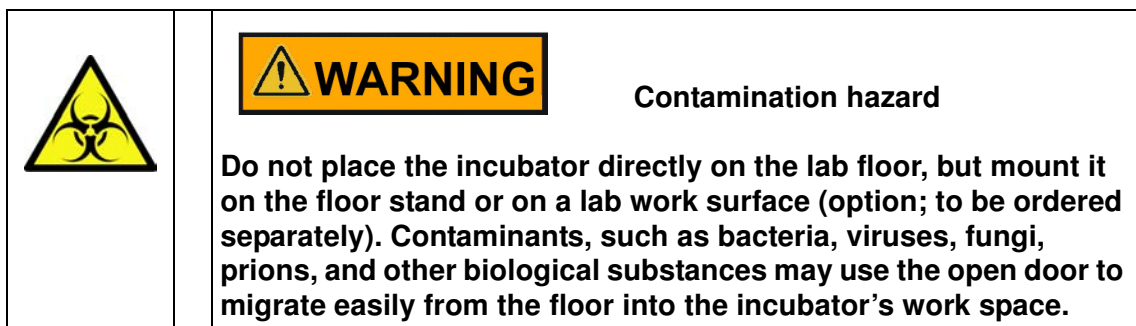 WARNING
Contamination hazard
Do not place the incubator directly on the lab floor, but mount it
on the floor stand or on a lab work surface (option; to be ordered
separately). Contaminants, such as bacteria, viruses, fungi,
prions, and other biological substances may use the open door to
migrate easily from the floor into the incubator’s work space.